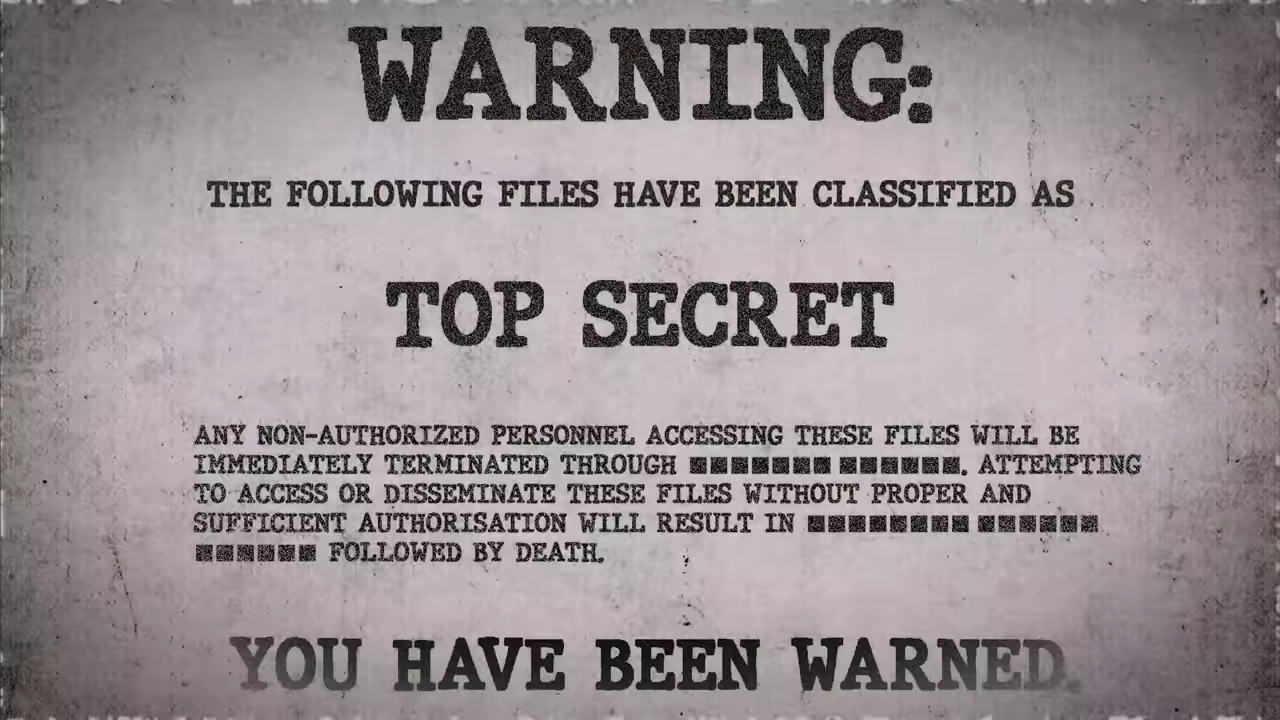 WARNING:
THE FOLLOWING FILES HAVE BEEN CLASSIFIED AS
TOP SECRET
ANY NON-AUTHORIZED PERSONNEL ACCESSING THESE FILES WILL BE
IMMEDIATELY TERMINATED THROUGH ■■■■■■■ ■■■■■■. ATTEMPTING
TO ACCESS OR DISSEMINATE THESE FILES WITHOUT PROPER AND
SUFFICIENT AUTHORISATION WILL RESULT IN ■■■■■■■■ ■■■■■■
■■■■■■ FOLLOWED BY DEATH.
YOU HAVE BEEN WARNED.